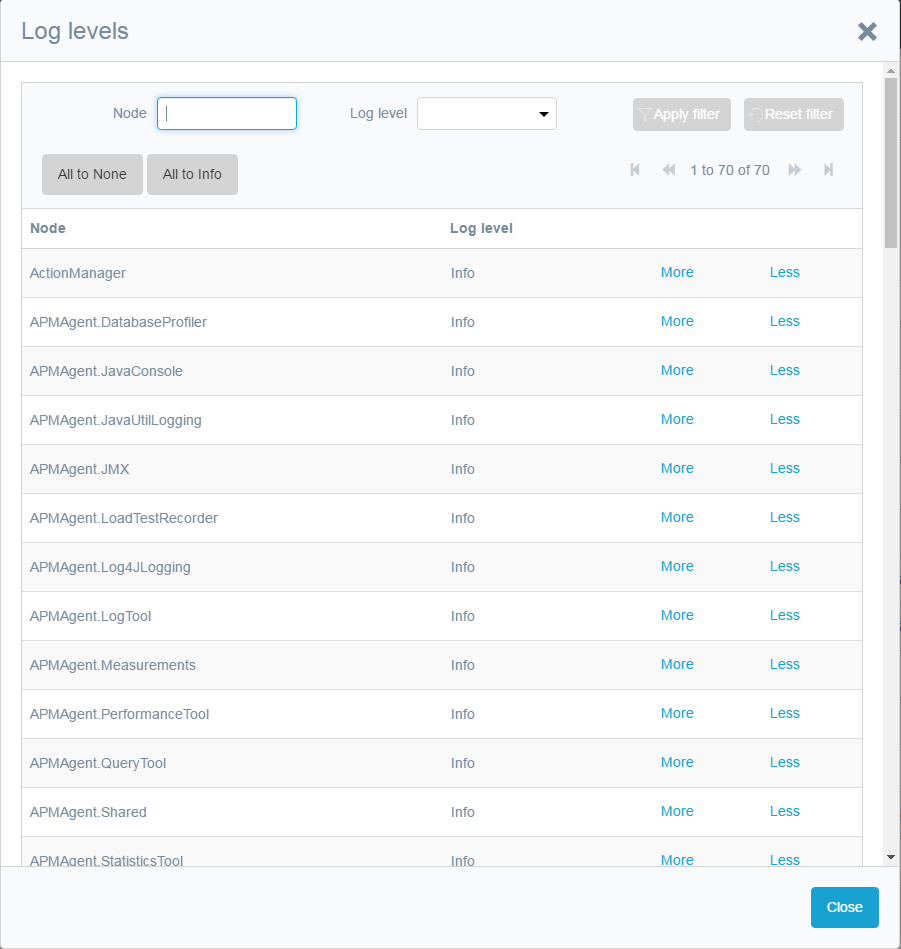 Log levels
Node Log level Apply filter Reset filter
All to None All to Info 1 to 70 of 70
Node Log level
ActionManager Info More Less
APMAgent.DatabaseProfiler Info More Less
APMAgent.JavaConsole Info More Less
APMAgent.JavaUtilLogging Info More Less
APMAgent.JMX Info More Less
APMAgent.LoadTestRecorder Info More Less
APMAgent.Log4JLogging Info More Less
APMAgent.LogTool Info More Less
APMAgent.Measurements Info More Less
APMAgent.PerformanceTool Info More Less
APMAgent.QueryTool Info More Less
APMAgent.Shared Info More Less
APMAgent.StatisticsTool Info More Less
Close